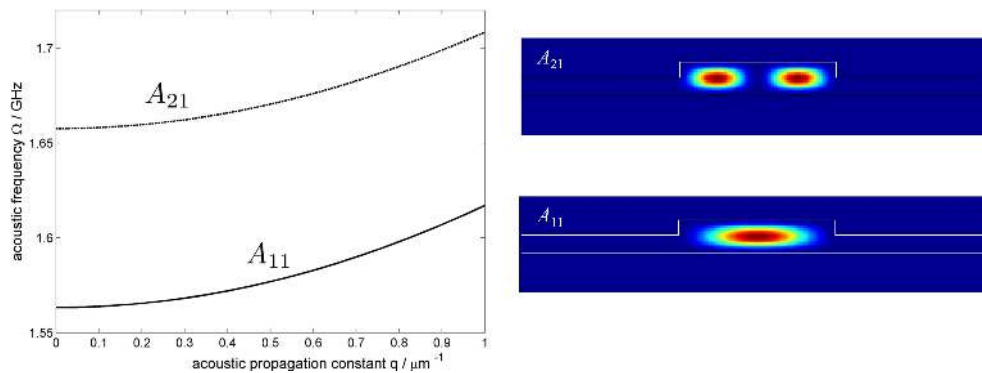 acoustic frequency Ω / GHz
1.7
1.65
1.6
1.55
A21
A11
0 0.1 0.2 0.3 0.4 0.5 0.6 0.7 0.8 0.9 1
acoustic propagation constant q / μm⁻¹
A21
A11